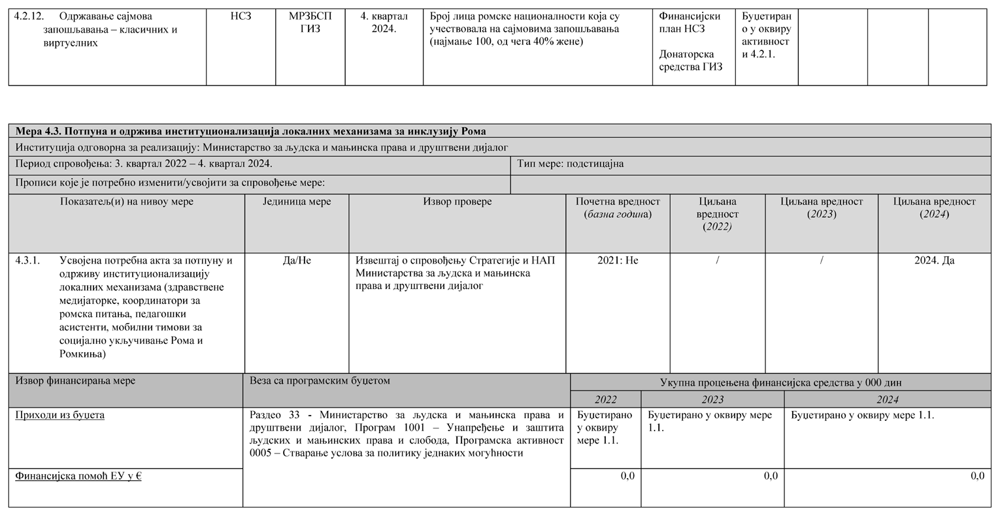 4.2.12. Одржавање сајмова
запошљавања – класичних и
виртуелних
НСЗ
МРЗБСП
ГИЗ
4. квартал
2024.
Број лица ромске националности која су
учествовала на сајмовима запошљавања
(најмање 100, од чега 40% жене)
Финансијски
план НСЗ
Донаторска
средства ГИЗ
Буџетиран
о у оквиру
активност
и 4.2.1.
Мера 4.3. Потпуна и одржива институционализација локалних механизама за инклузију Рома
Институција одговорна за реализацију: Министарство за људска и мањинска права и друштвени дијалог
Период спровођења: 3. квартал 2022 – 4. квартал 2024.
Тип мере: подстицајна
Прописи које је потребно изменити/усвојити за спровођење мере:
Показатељ(и) на нивоу мере
Јединица мере
Извор провере
Почетна вредност
(базна година)
Циљана
вредност
(2022)
Циљана вредност
(2023)
Циљана вредност
(2024)
4.3.1. Усвојена потребна акта за потпуну и
одрживу институционализацију
локалних механизама (здравствене
медијаторке, координатори за
ромска питања, педагошки
асистенти, мобилни тимови за
социјално укључивање Рома и
Ромкиња)
Да/Не
Извештај о спровођењу Стратегије и НАП
Министарства за људска и мањинска
права и друштвени дијалог
2021: Не
/
/
2024. Да
Извор финансирања мере
Веза са програмским буџетом
Укупна процењена финансијска средства у 000 дин
2022
2023
2024
Приходи из буџета
Раздео 33 - Министарство за људска и мањинска права и
друштвени дијалог, Програм 1001 – Унапређење и заштита
људских и мањинских права и слобода, Програмска активност
0005 – Стварање услова за политику једнаких могућности
Буџетирано
у оквиру
мере 1.1.
Буџетирано у оквиру мере
1.1.
Буџетирано у оквиру мере 1.1.
Финансијска помоћ ЕУ у €
0,0
0,0
0,0